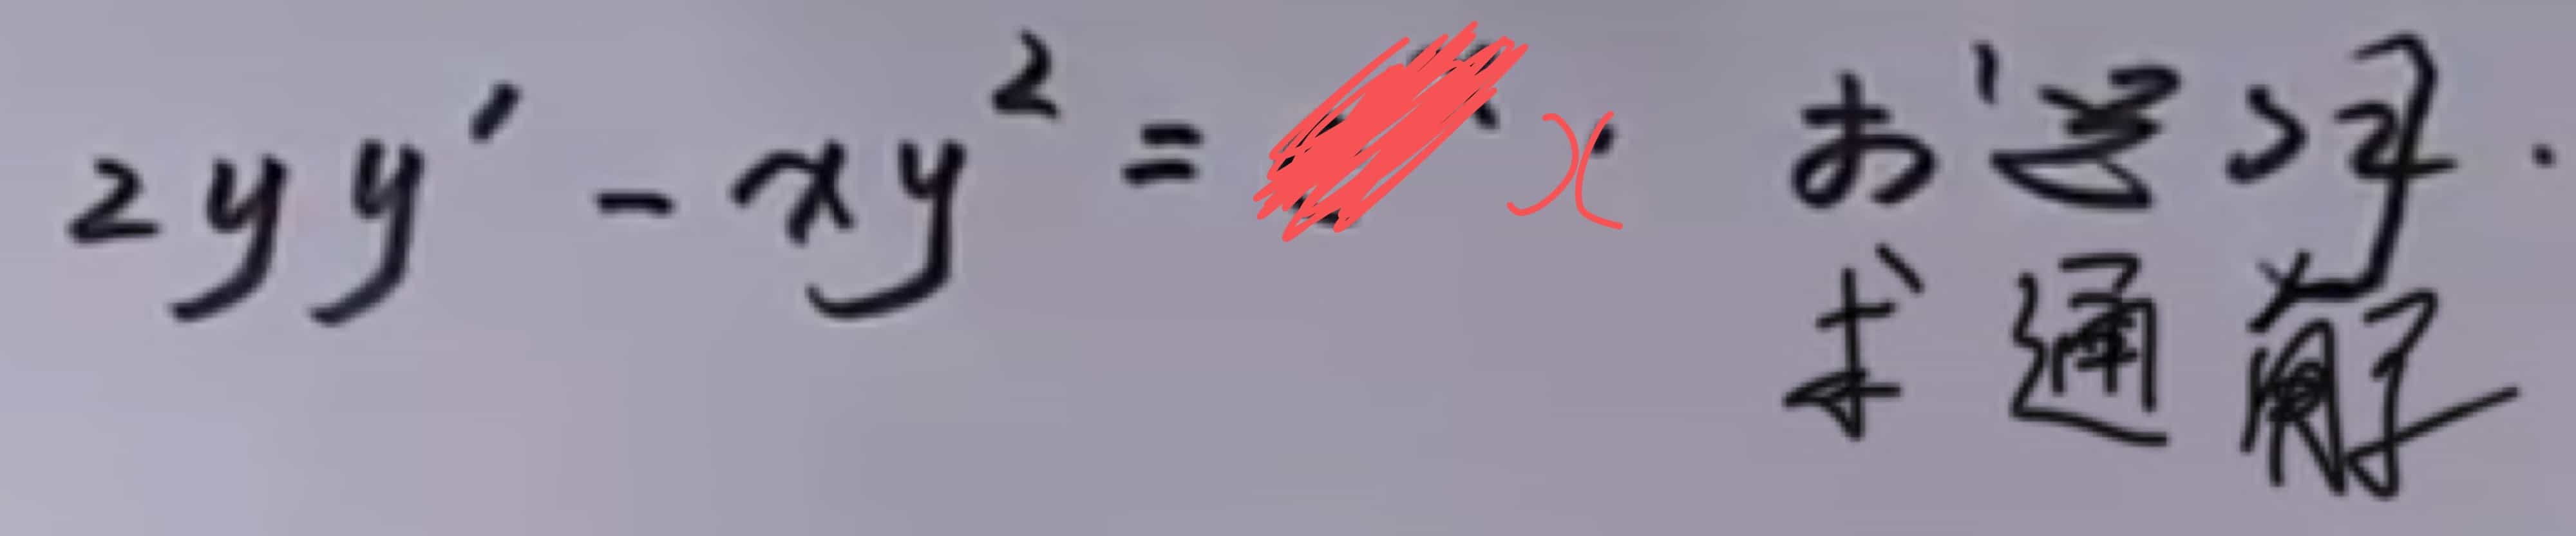 2yy′ - xy² = x
求通解